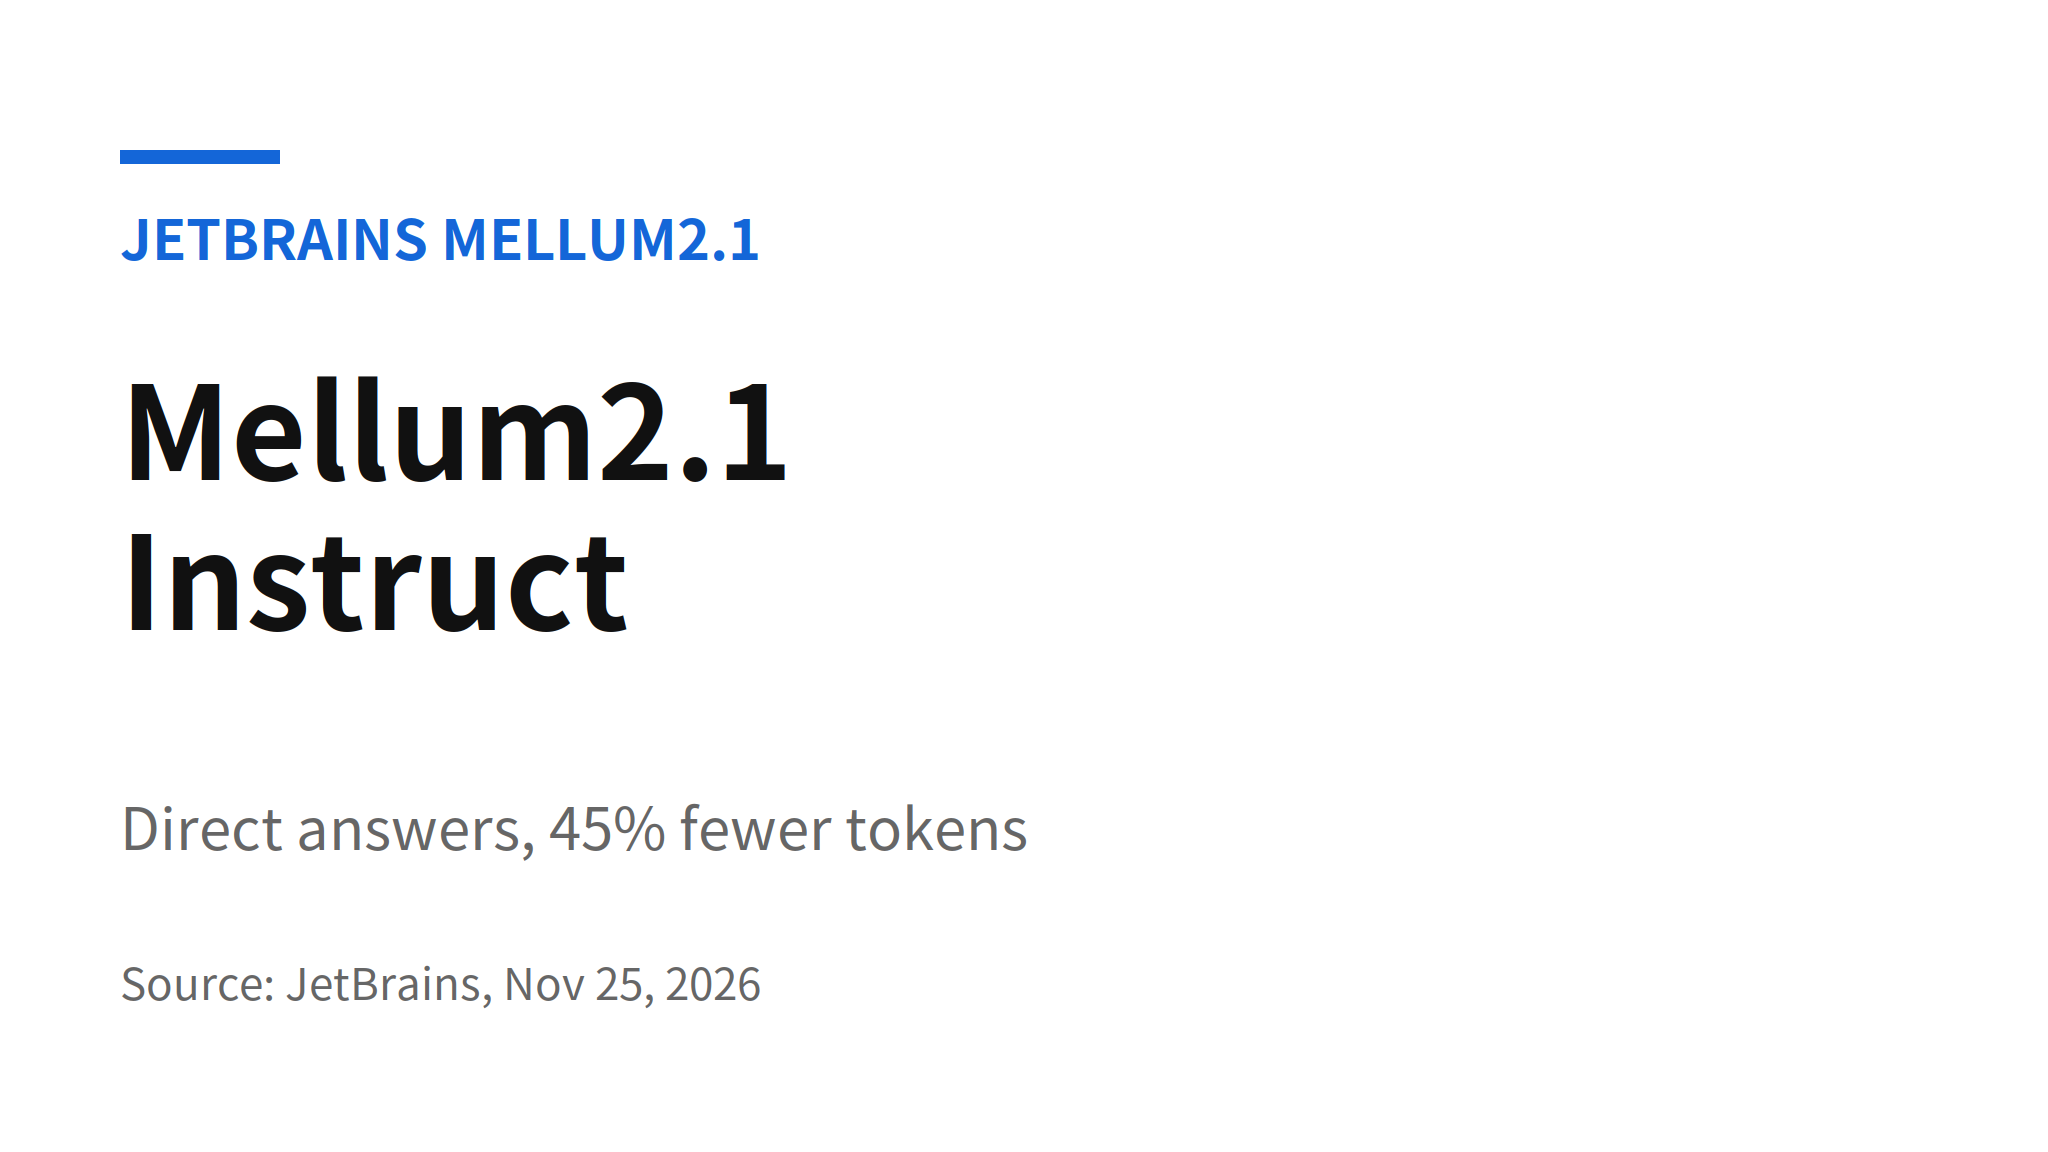 JETBRAINS MELLUM2.1
Mellum2.1
Instruct
Direct answers, 45% fewer tokens
Source: JetBrains, Nov 25, 2026